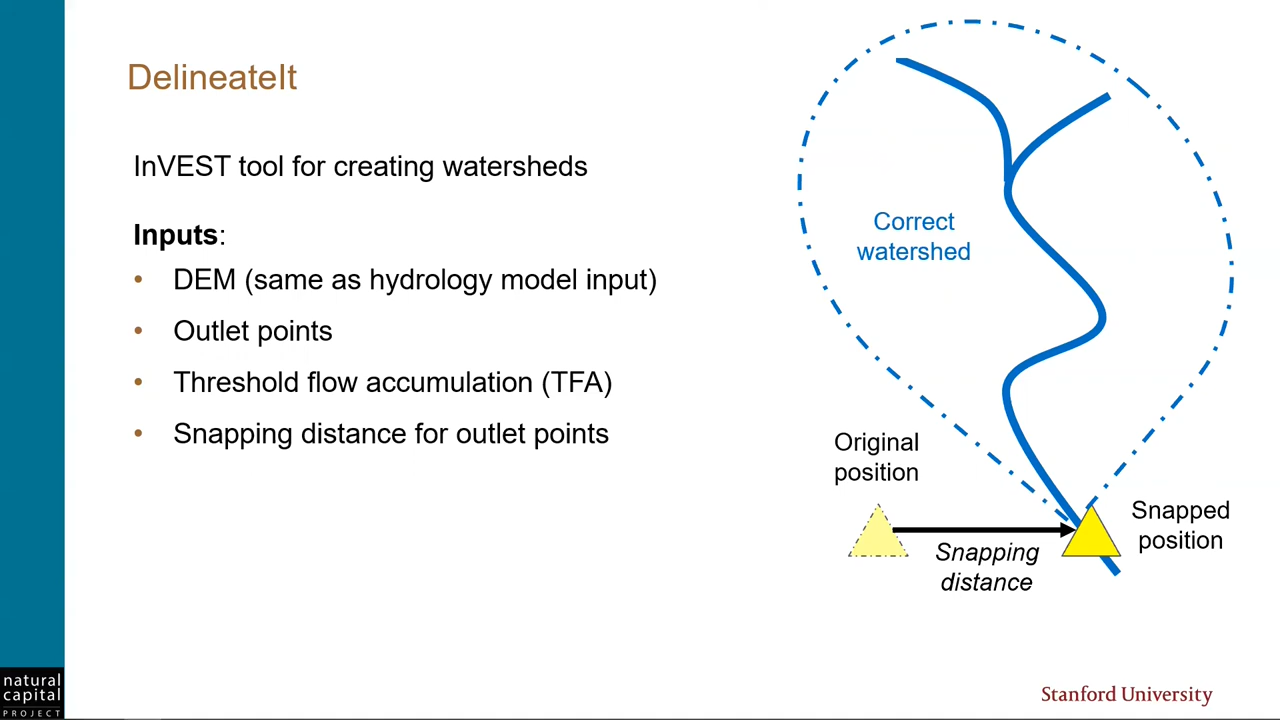 DelineateIt
InVEST tool for creating watersheds
Inputs:
• DEM (same as hydrology model input)
• Outlet points
• Threshold flow accumulation (TFA)
• Snapping distance for outlet points
Correct
watershed
Original
position
Snapping
distance
Snapped
position
natural
capital
PROJECT
Stanford University